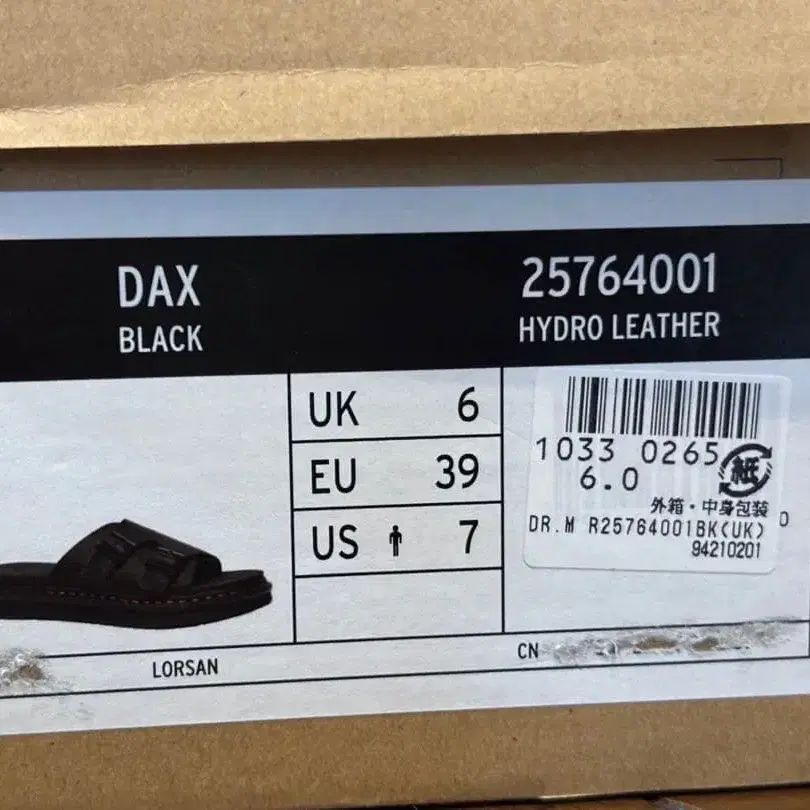 DAX
BLACK
25764001
HYDRO LEATHER
UK 6
EU 39
US 7
1033 0265
6.0
紙
外箱・中身包装
DR.M R25764001BK(UK)
94210201
0
LORSAN
CN